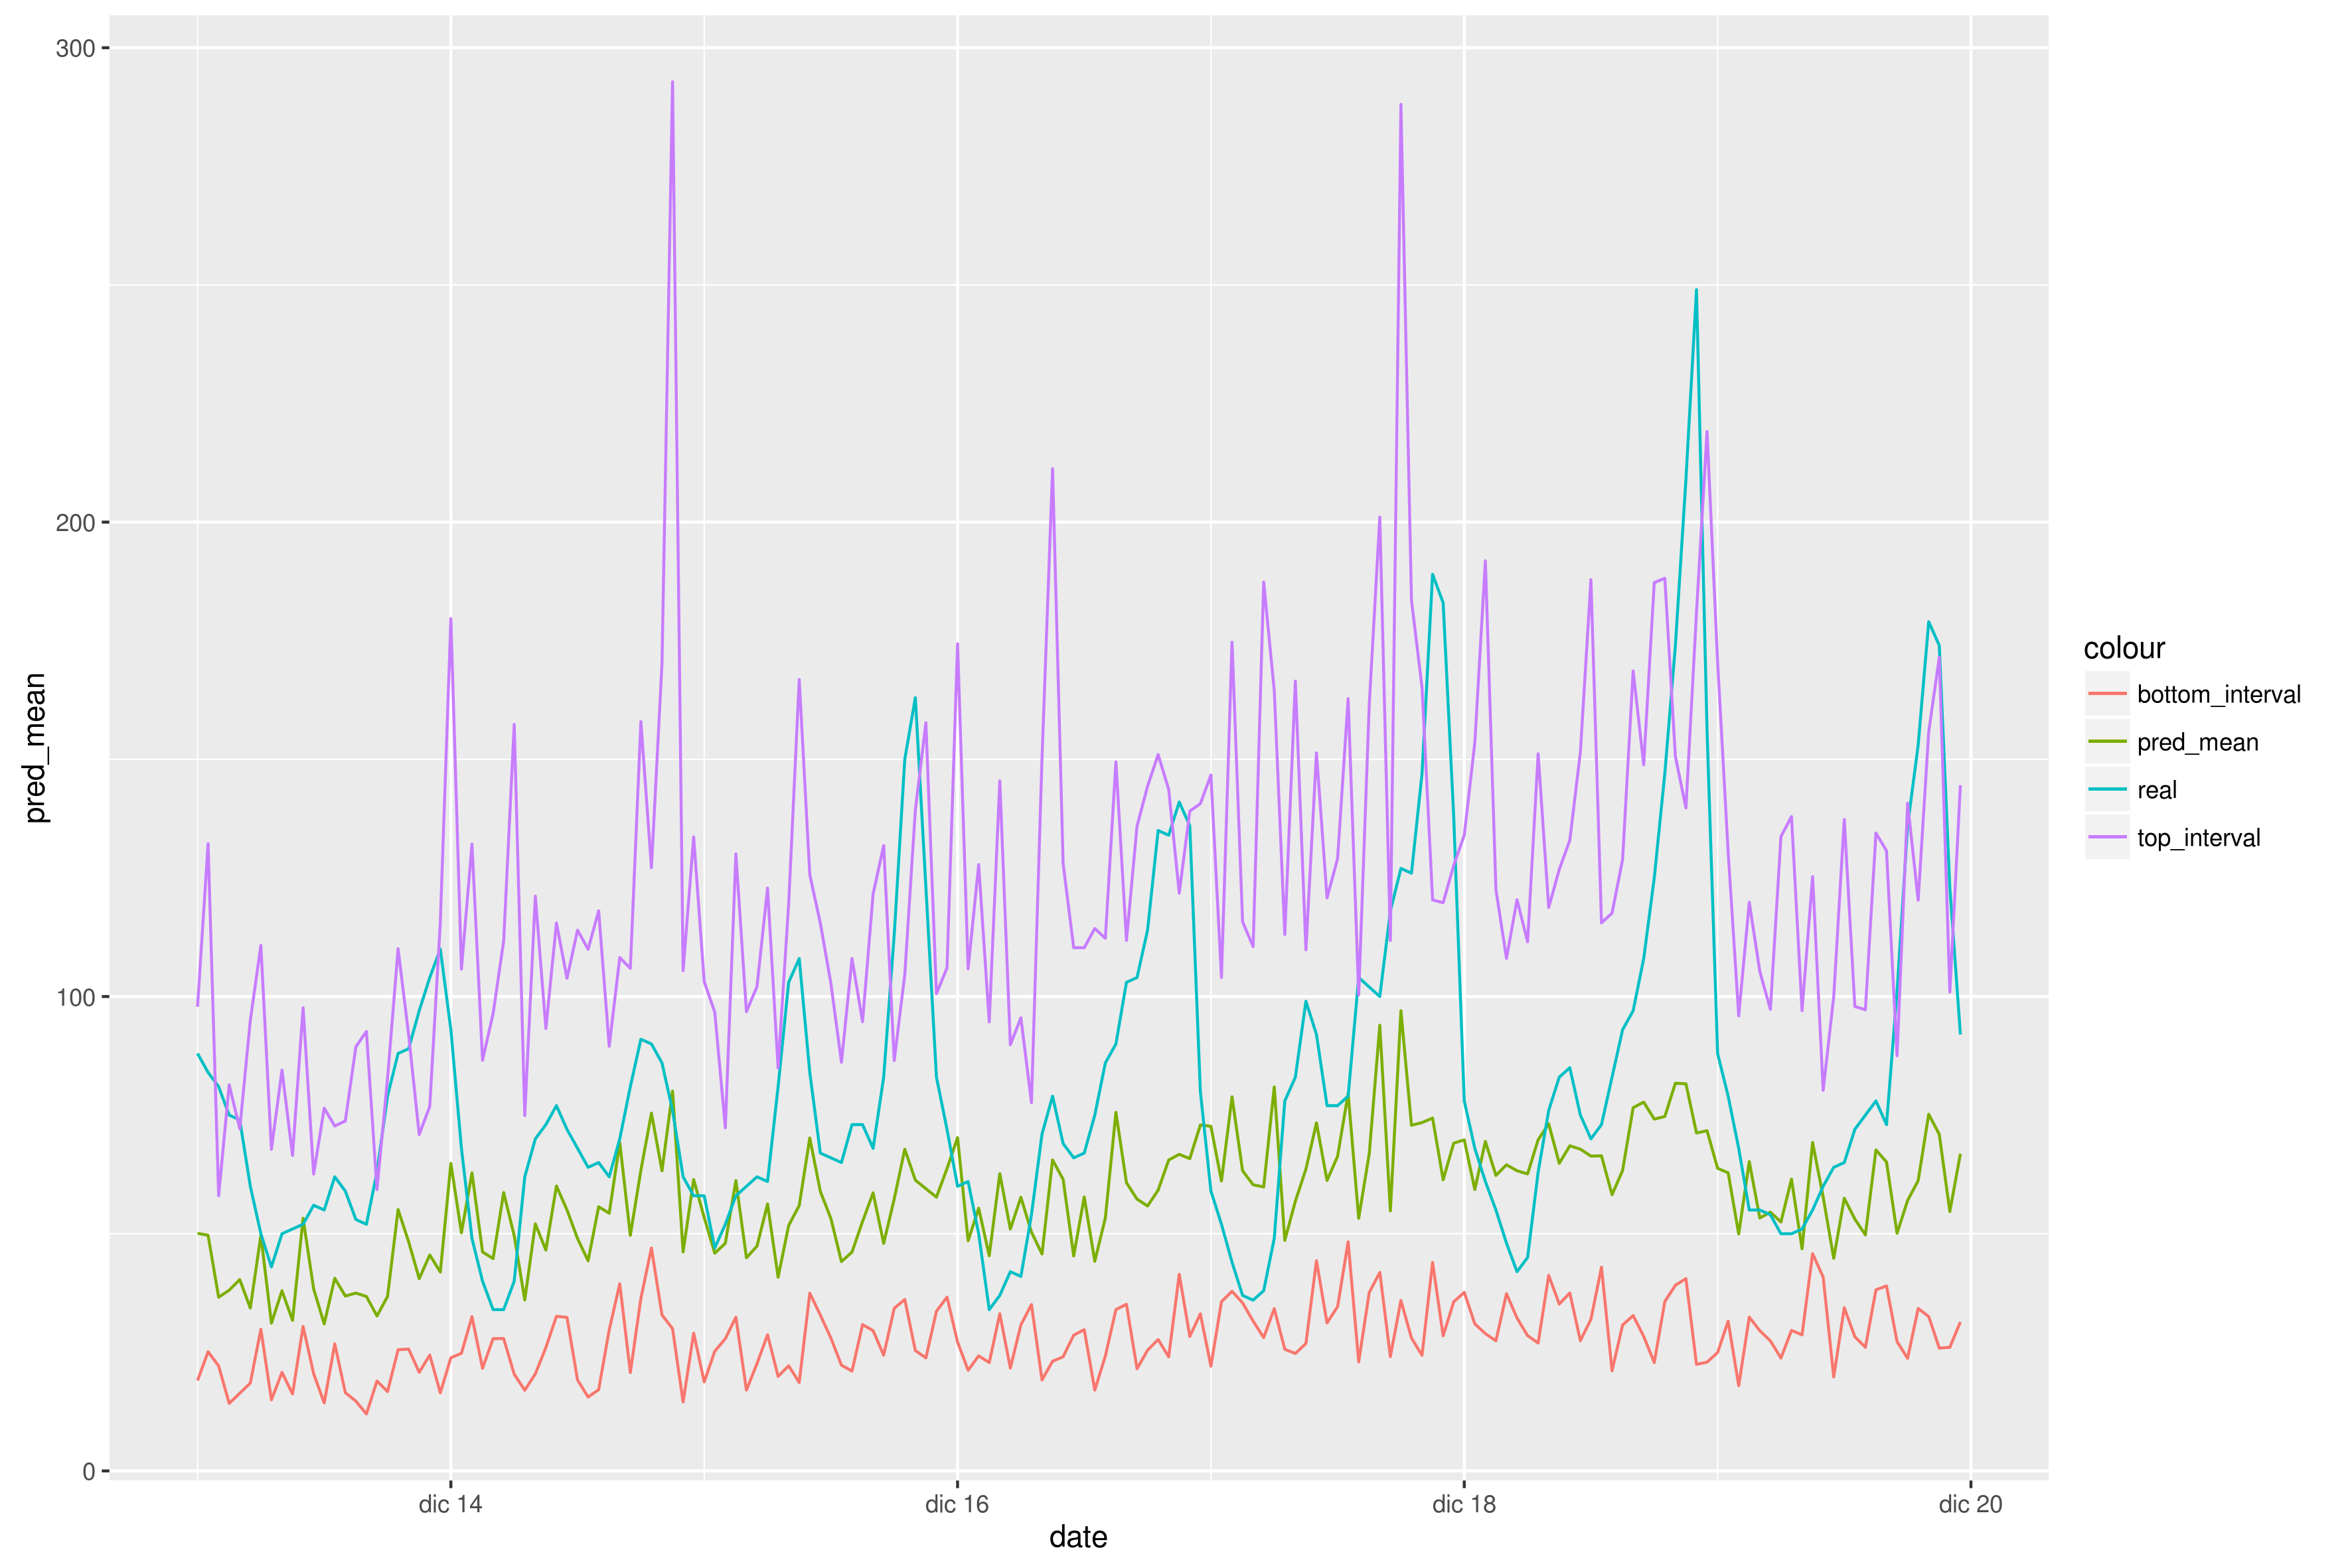 300
200
100
0
pred_mean
dic 14
dic 16
dic 18
dic 20
date
colour
bottom_interval
pred_mean
real
top_interval